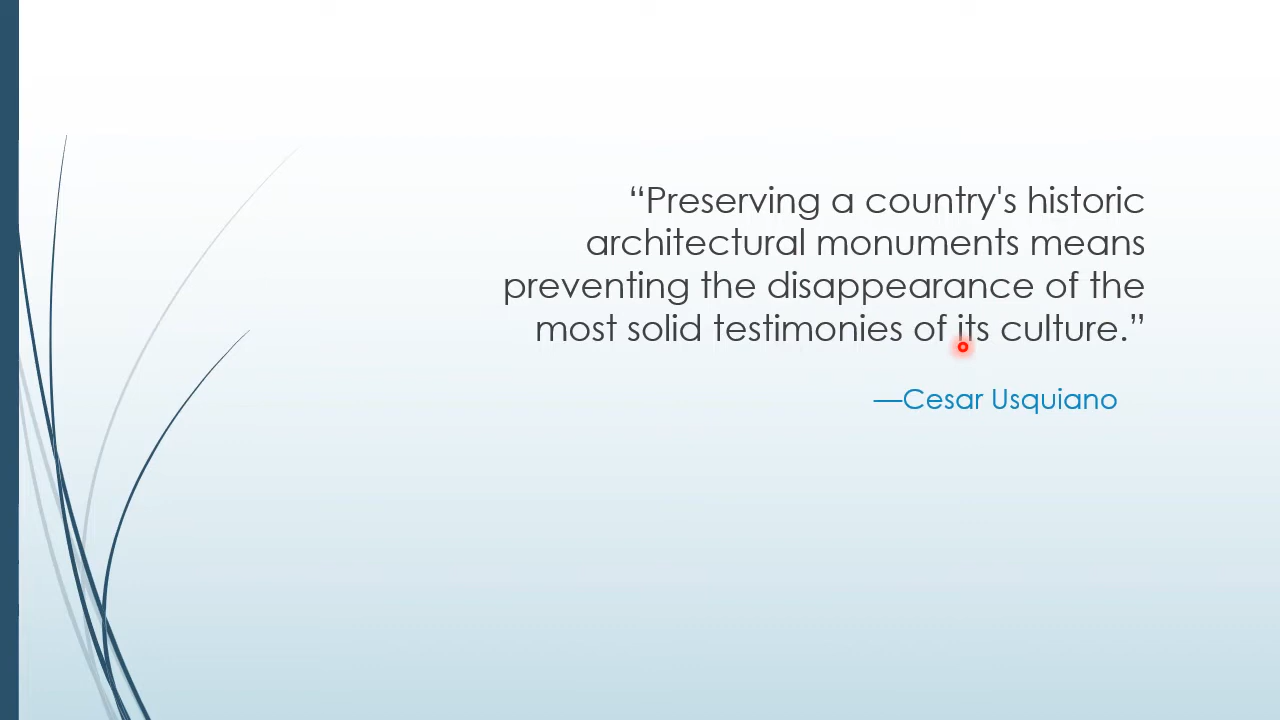 “Preserving a country's historic
architectural monuments means
preventing the disappearance of the
most solid testimonies of its culture.”
—Cesar Usquiano